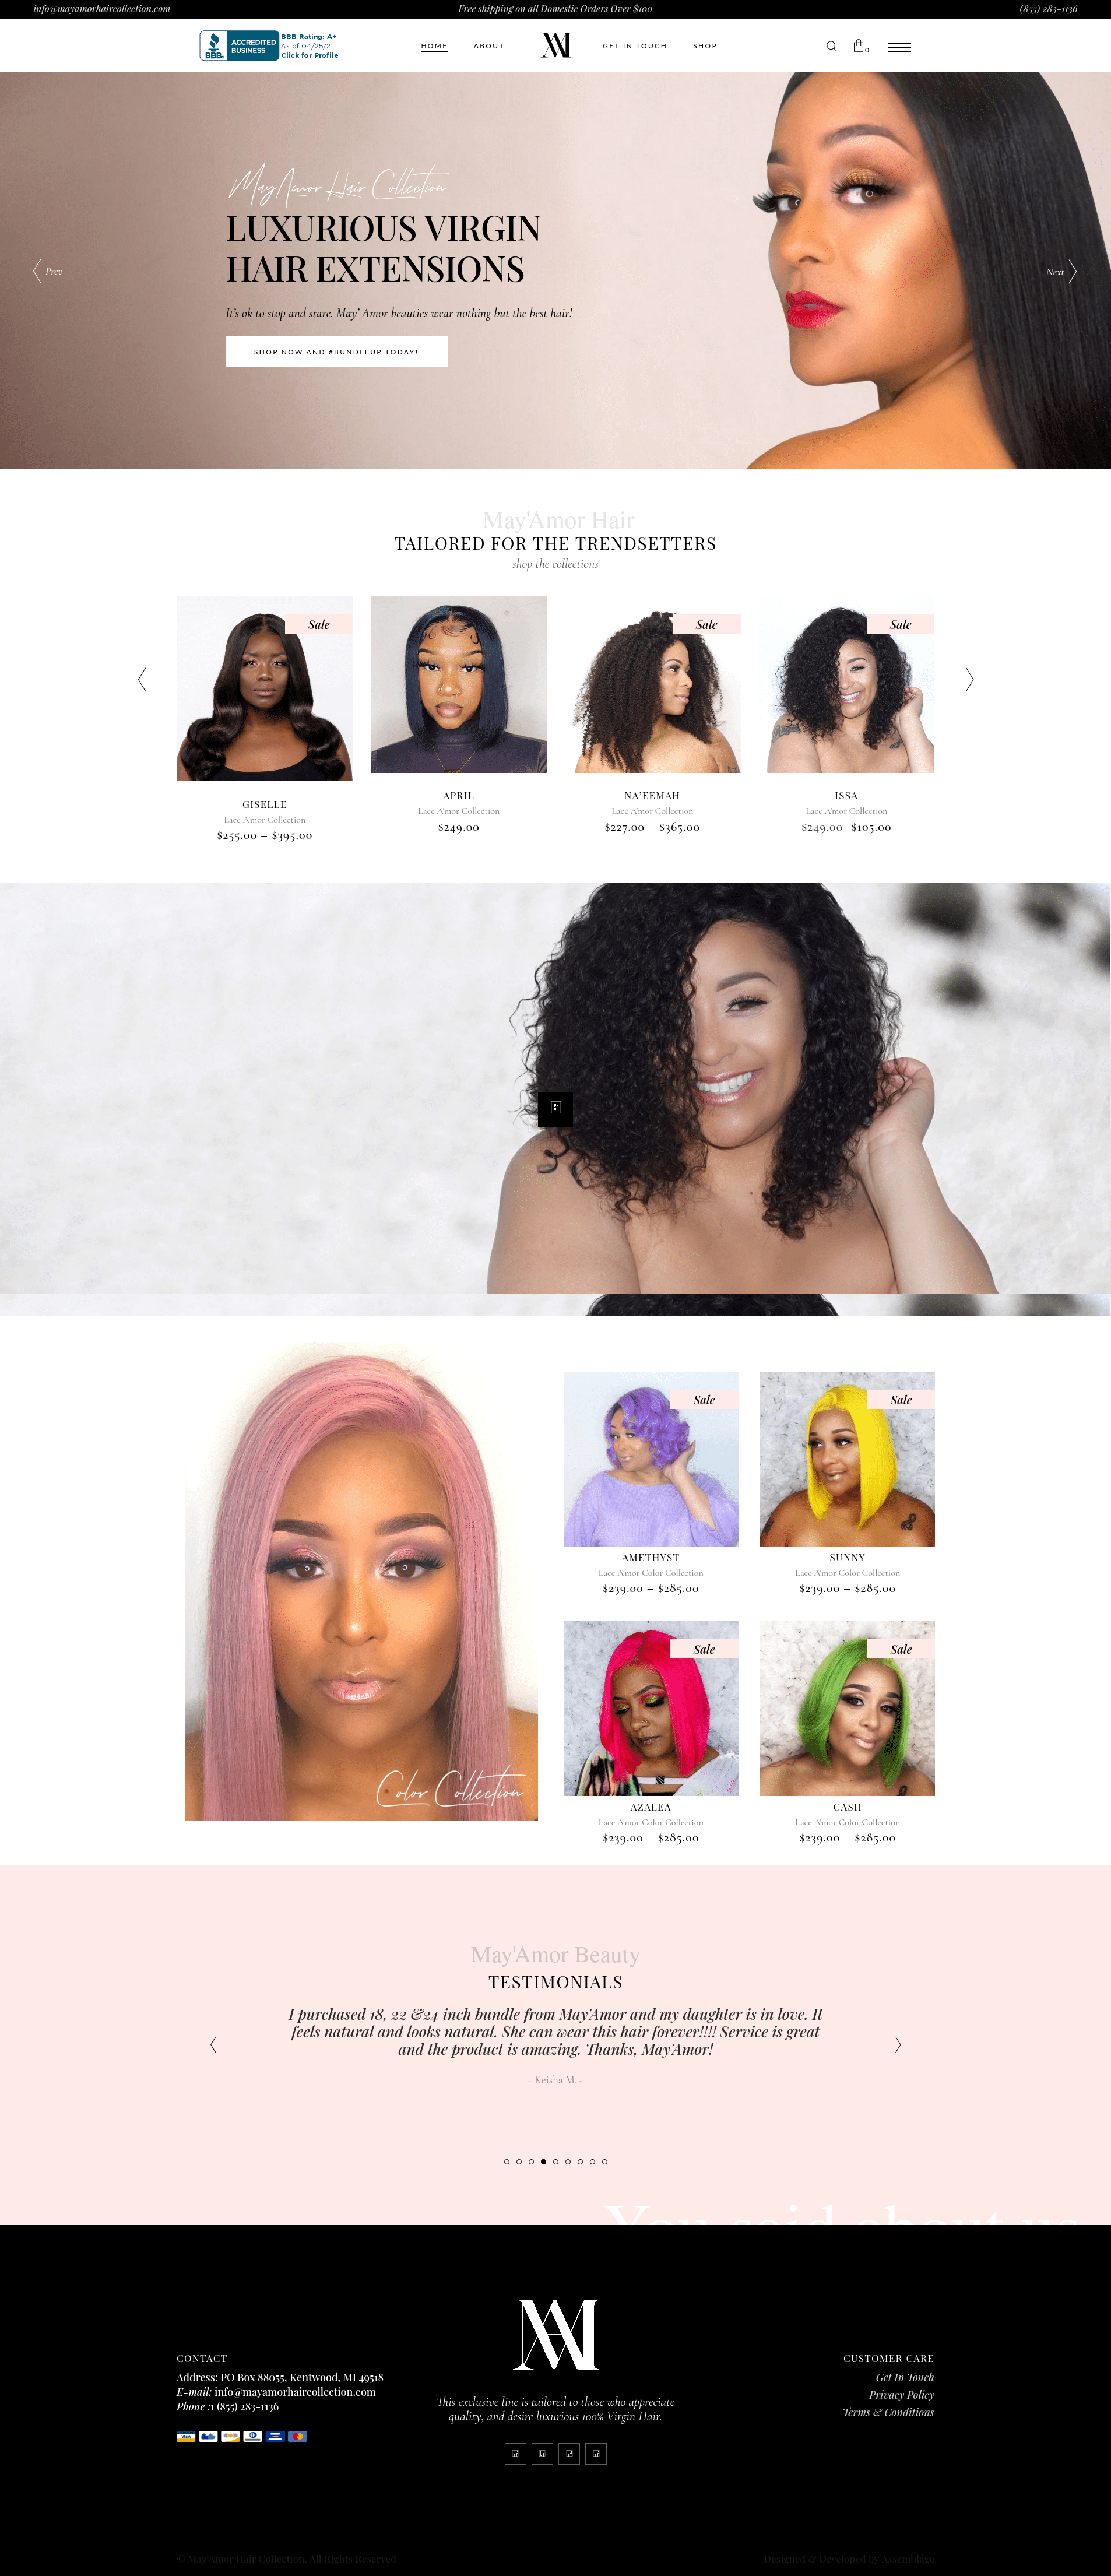 info@mayamorhaircollection.com
Free shipping on all Domestic Orders Over $100
(855) 283-1136
BBB®
ACCREDITED
BUSINESS
BBB Rating: A+
As of 04/25/21
Click for Profile
HOME
ABOUT
GET IN TOUCH
SHOP
0
May'Amor Hair Collection
LUXURIOUS VIRGIN
HAIR EXTENSIONS
It's ok to stop and stare. May' Amor beauties wear nothing but the best hair!
SHOP NOW AND #BUNDLEUP TODAY!
Prev
Next
May'Amor Hair
TAILORED FOR THE TRENDSETTERS
shop the collections
Sale
Sale
Sale
GISELLE
Lace A'mor Collection
$255.00 – $395.00
APRIL
Lace A'mor Collection
$249.00
NA'EEMAH
Lace A'mor Collection
$227.00 – $365.00
ISSA
Lace A'mor Collection
$249.00 $105.00
Color Collection
Sale
Sale
AMETHYST
Lace A'mor Color Collection
$239.00 – $285.00
SUNNY
Lace A'mor Color Collection
$239.00 – $285.00
Sale
Sale
AZALEA
Lace A'mor Color Collection
$239.00 – $285.00
CASH
Lace A'mor Color Collection
$239.00 – $285.00
May'Amor Beauty
TESTIMONIALS
I purchased 18, 22 &24 inch bundle from May'Amor and my daughter is in love. It
feels natural and looks natural. She can wear this hair forever!!!! Service is great
and the product is amazing. Thanks, May'Amor!
- Keisha M. -
You said about us
CONTACT
Address: PO Box 88055, Kentwood, MI 49518
E-mail: info@mayamorhaircollection.com
Phone :1 (855) 283-1136
This exclusive line is tailored to those who appreciate
quality, and desire luxurious 100% Virgin Hair.
CUSTOMER CARE
Get In Touch
Privacy Policy
Terms & Conditions
© May'Amor Hair Collection. All Rights Reserved
Designed & Developed by Assemblage